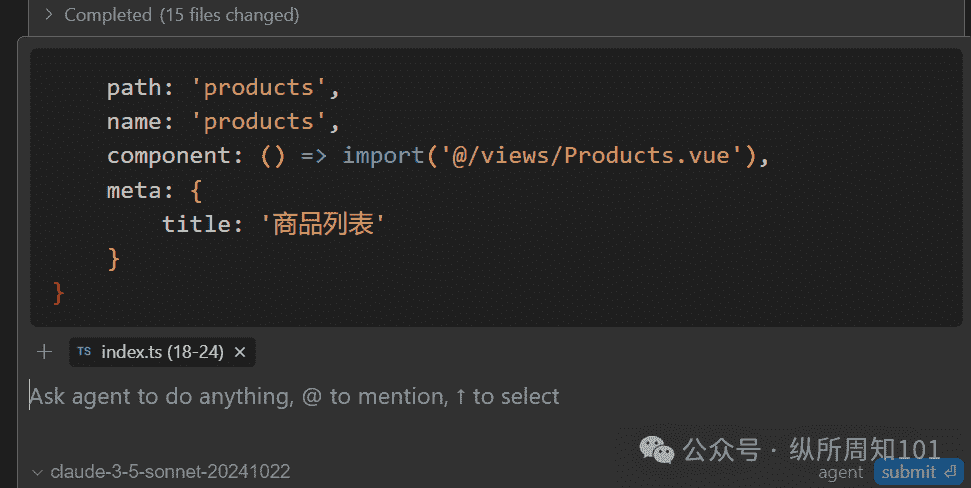 > Completed (15 files changed)
path: 'products',
name: 'products',
component: () => import('@/views/Products.vue'),
meta: {
title: '商品列表'
}
}
+ TS index.ts (18-24) ×
Ask agent to do anything, @ to mention, ↑ to select
公众号 · 纵所周知101
claude-3-5-sonnet-20241022 agent submit ⏎